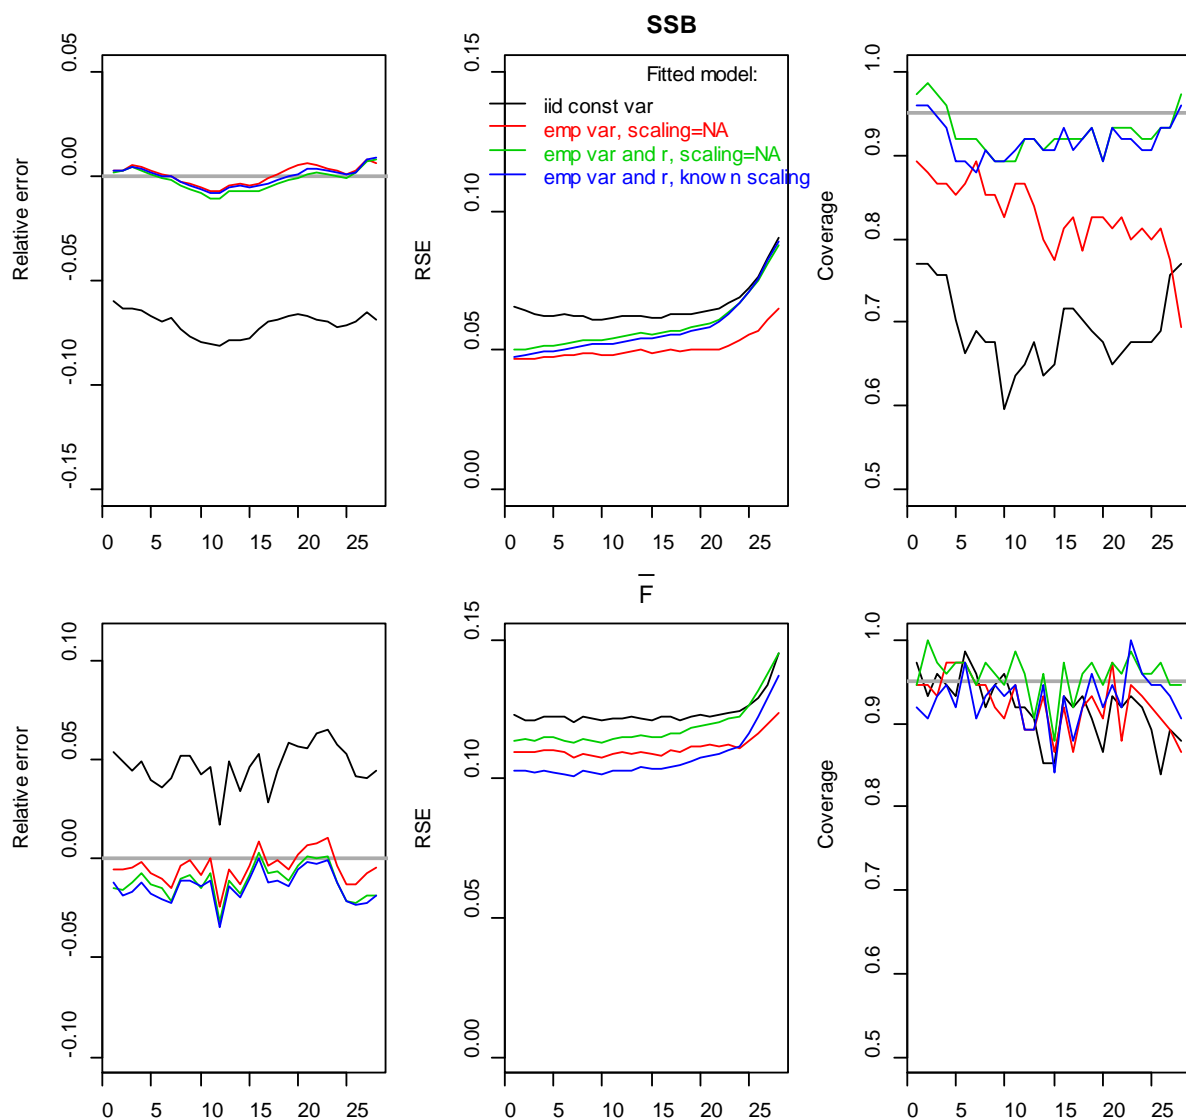 SSB
Relative error
0.05
0.00
-0.05
-0.10
-0.15
0 5 10 15 20 25
RSE
0.15
0.10
0.05
0.00
Fitted model:
iid const var
emp var, scaling=NA
emp var and r, scaling=NA
emp var and r, know n scaling
0 5 10 15 20 25
Coverage
1.0
0.9
0.8
0.7
0.6
0.5
0 5 10 15 20 25
F
Relative error
0.10
0.05
0.00
-0.05
-0.10
0 5 10 15 20 25
RSE
0.15
0.10
0.05
0.00
0 5 10 15 20 25
Coverage
1.0
0.9
0.8
0.7
0.6
0.5
0 5 10 15 20 25